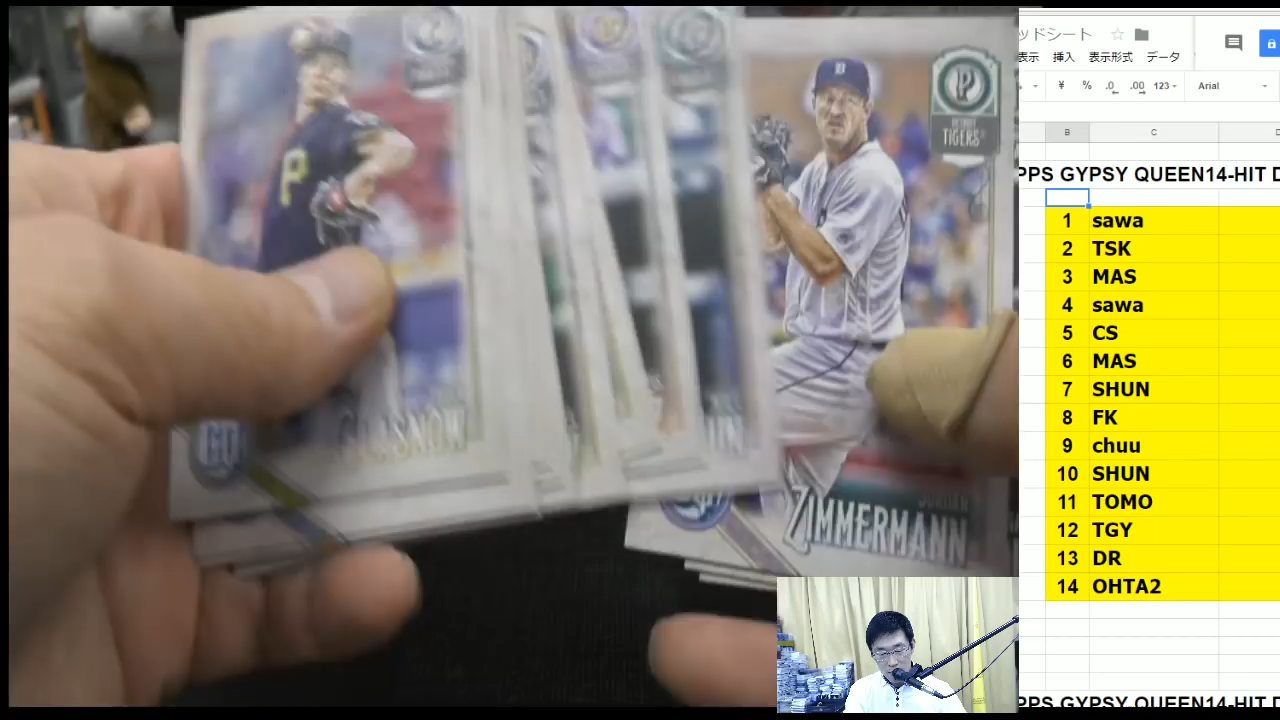 P
GLASNOW
GQ
DETROIT
TIGERS
P
JORDAN
ZIMMERMANN
ッドシート
表示 挿入 表示形式 データ
¥ % .0 .00 123 Arial
B C D
PPS GYPSY QUEEN14-HIT D
1 sawa
2 TSK
3 MAS
4 sawa
5 CS
6 MAS
7 SHUN
8 FK
9 chuu
10 SHUN
11 TOMO
12 TGY
13 DR
14 OHTA2
PPS GYPSY QUEEN14-HIT D